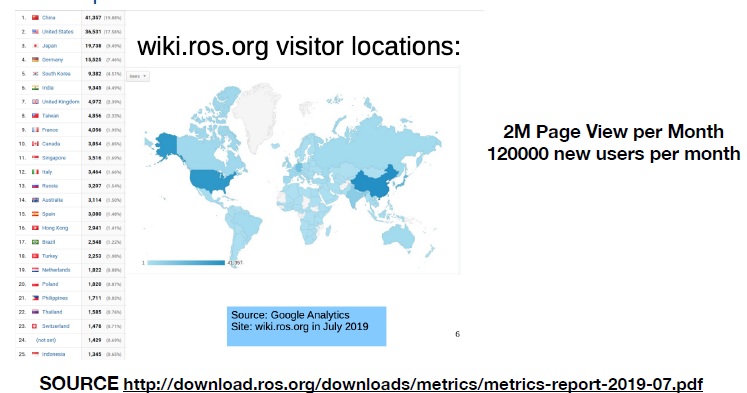 1. China 41,357 (19.88%)
2. United States 36,531 (17.56%)
3. Japan 19,738 (9.49%)
4. Germany 15,525 (7.46%)
5. South Korea 9,382 (4.51%)
6. India 9,345 (4.49%)
7. United Kingdom 4,972 (2.39%)
8. Taiwan 4,856 (2.33%)
9. France 4,056 (1.95%)
10. Canada 3,854 (1.85%)
11. Singapore 3,516 (1.69%)
12. Italy 3,464 (1.66%)
13. Russia 3,207 (1.54%)
14. Australia 3,114 (1.50%)
15. Spain 3,090
16. Hong Kong 2,941 (1.41%)
17. Brazil 2,548 (1.22%)
18. Turkey 2,253 (1.08%)
19. Netherlands 1,822 (0.88%)
20. Poland 1,820 (0.87%)
21. Philippines 1,711 (0.82%)
22. Thailand 1,585 (0.76%)
23. Switzerland 1,478 (0.71%)
24. (not set) 1,429 (0.69%)
25. Indonesia 1,345 (0.65%)
wiki.ros.org visitor locations:
1 41,357
Source: Google Analytics
Site: wiki.ros.org in July 2019
6
2M Page View per Month
120000 new users per month
SOURCE http://download.ros.org/downloads/metrics/metrics-report-2019-07.pdf